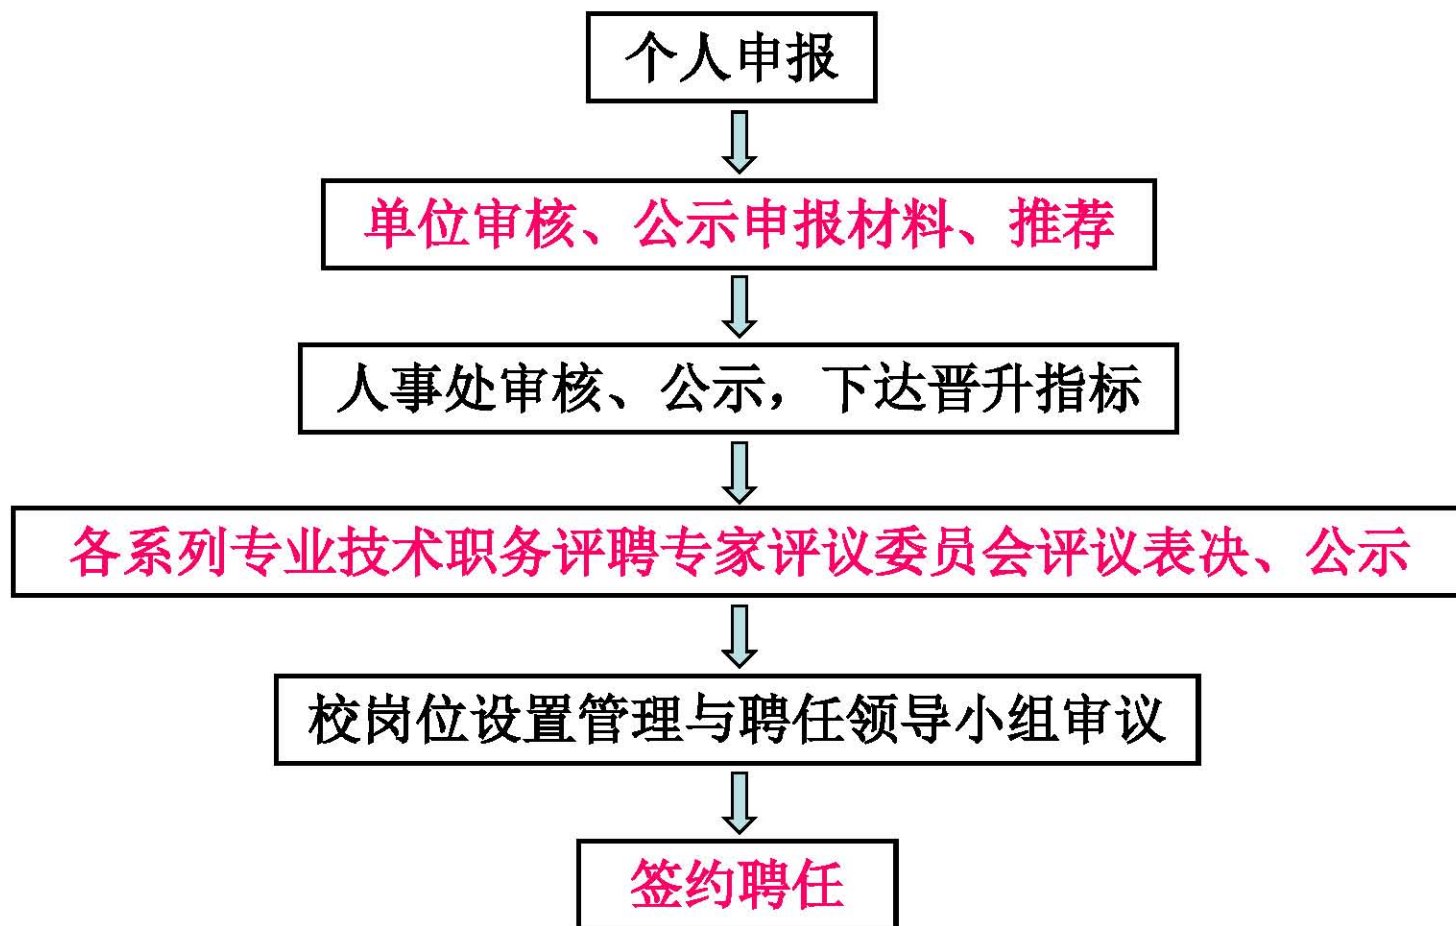 个人申报
单位审核、公示申报材料、推荐
人事处审核、公示，下达晋升指标
各系列专业技术职务评聘专家评议委员会评议表决、公示
校岗位设置管理与聘任领导小组审议
签约聘任